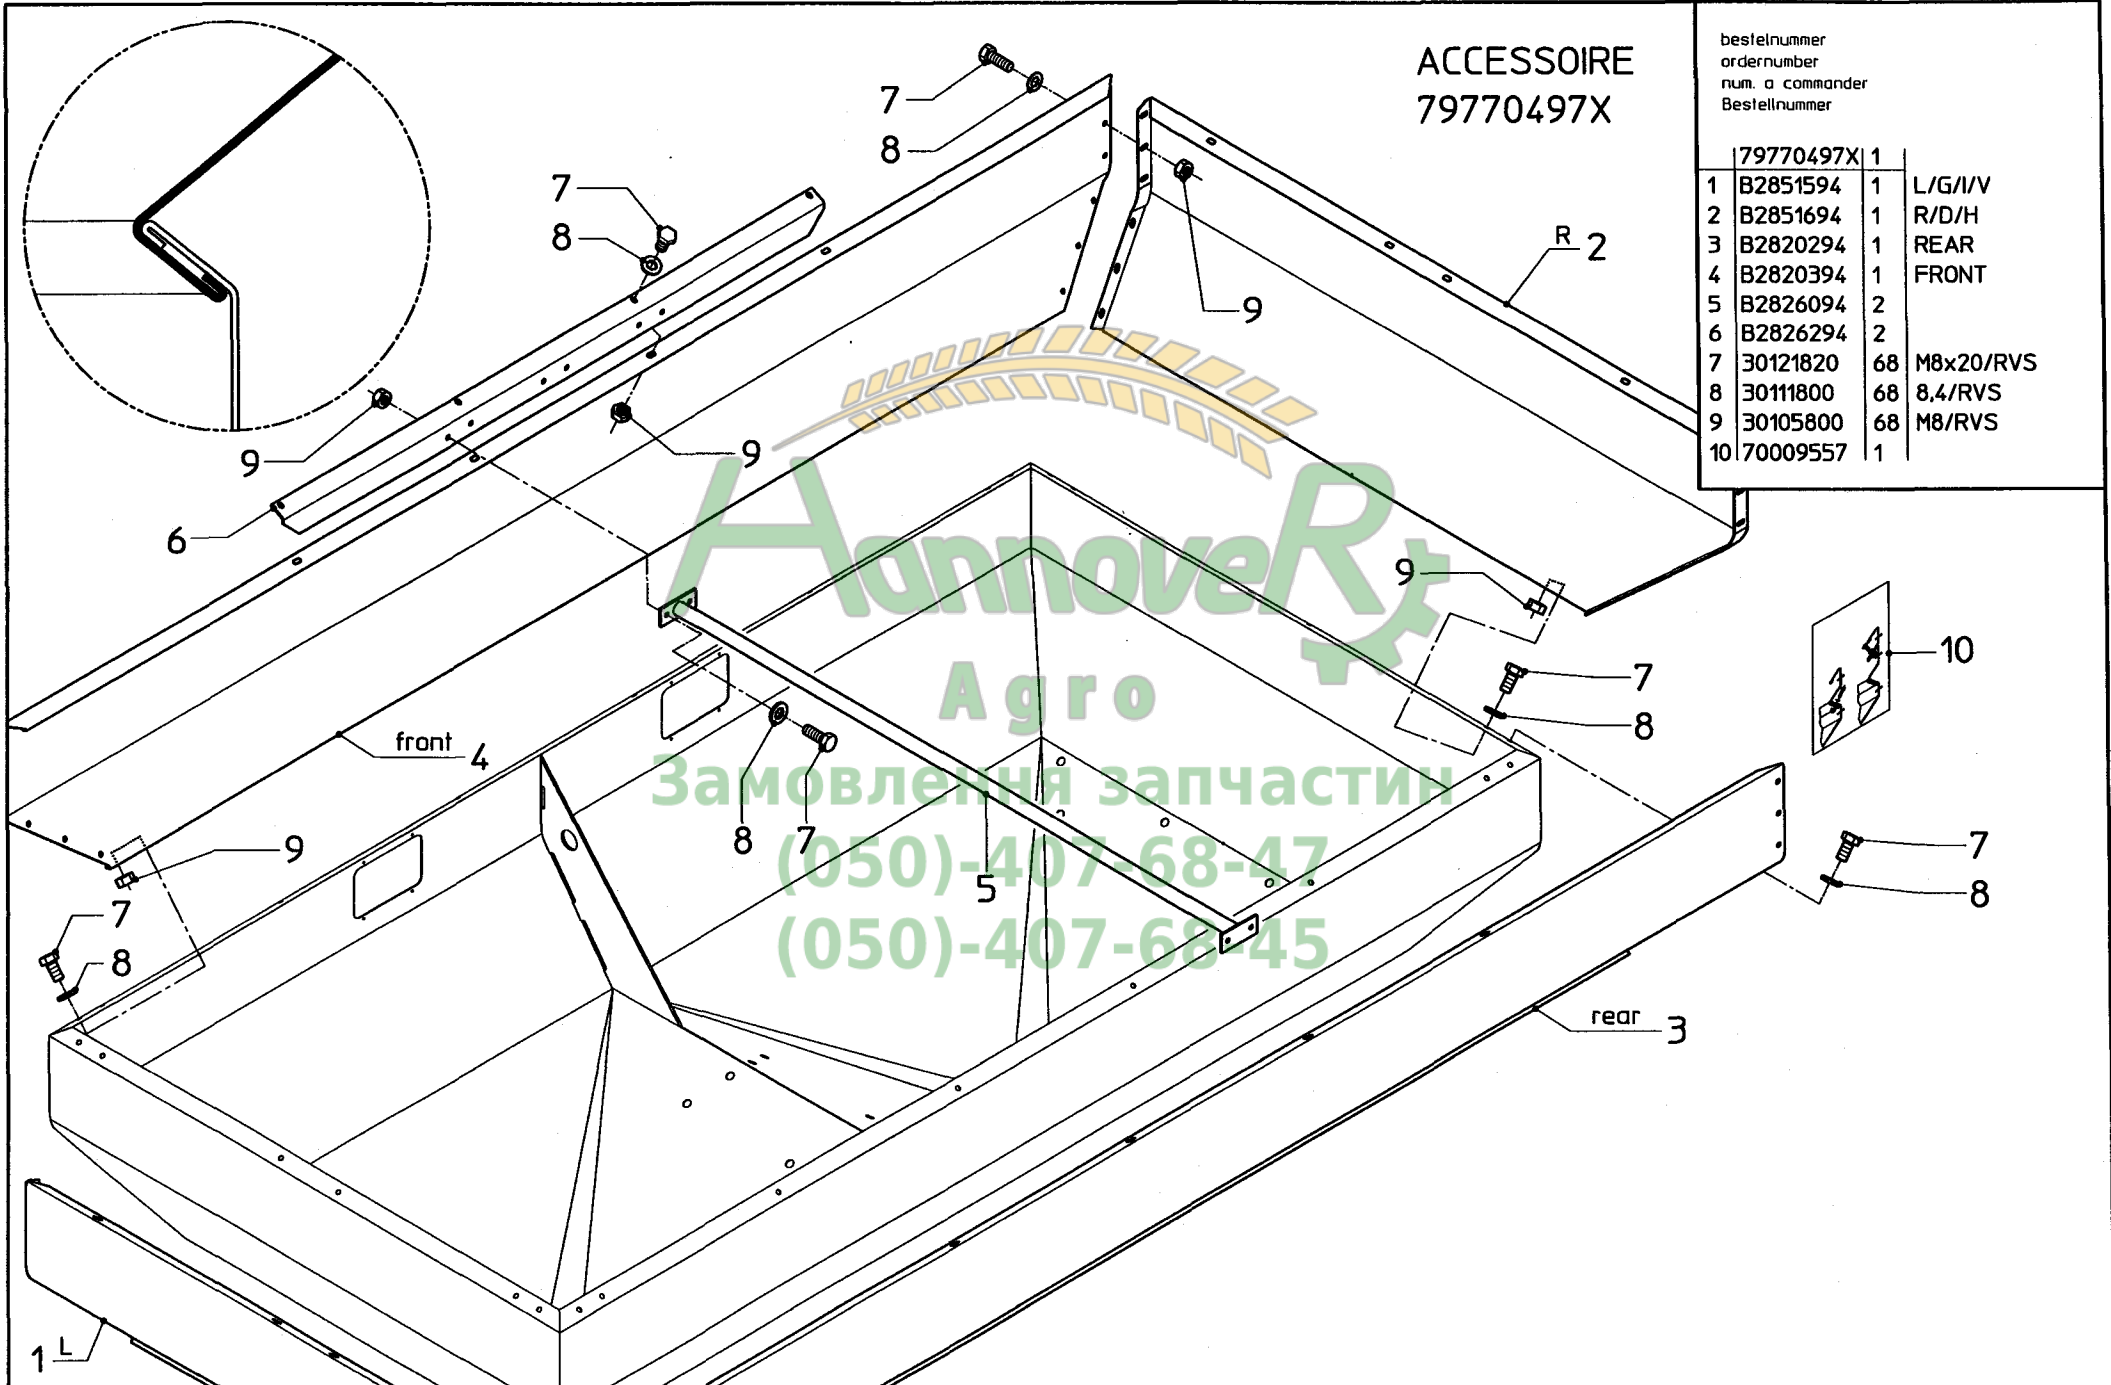 ACCESSOIRE
79770497X
bestelnummer
ordernumber
num. a commander
Bestellnummer
79770497X 1
1 B2851594 1 L/G/I/V
2 B2851694 1 R/D/H
3 B2820294 1 REAR
4 B2820394 1 FRONT
5 B2826094 2
6 B2826294 2
7 30121820 68 M8x20/RVS
8 30111800 68 8,4/RVS
9 30105800 68 M8/RVS
10 70009557 1
7
8
7
8
R 2
9
9
9
6
HannoveR
9
10
Agro
7
8
front 4
Замовлення запчастин
8 7
9
(050)-407-68-47
5
7
8
7
8
(050)-407-68-45
rear 3
1 L